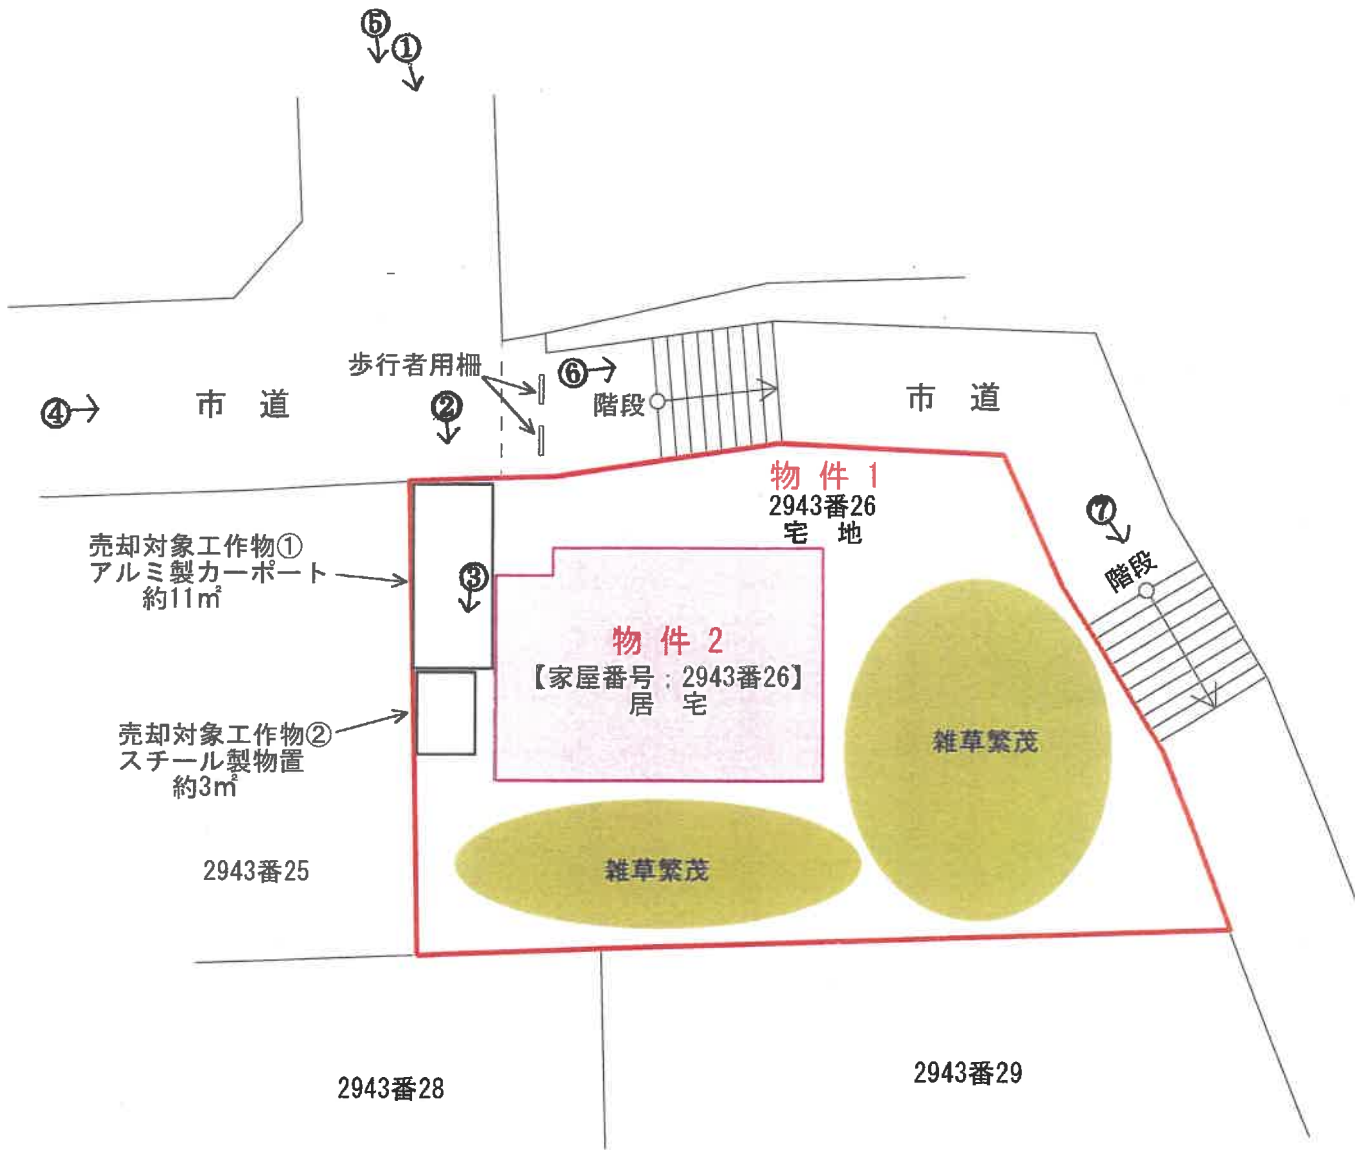 ⑤
①
歩行者用柵
⑥
④
市 道
②
階段
市 道
物 件 1
2943番26
宅 地
⑦
階段
売却対象工作物①
アルミ製カーポート
約11㎡
③
物 件 2
【家屋番号:2943番26】
居 宅
売却対象工作物②
スチール製物置
約3㎡
雑草繁茂
2943番25
雑草繁茂
2943番28
2943番29